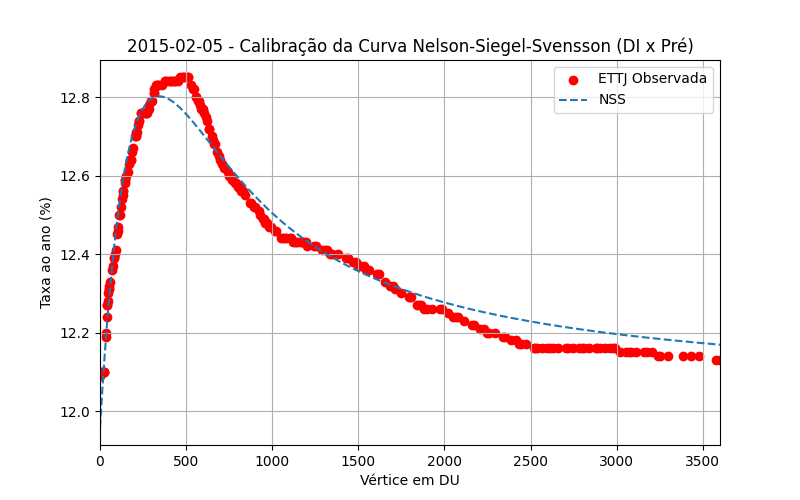 2015-02-05 - Calibração da Curva Nelson-Siegel-Svensson (DI x Pré)
ETTJ Observada
NSS
Taxa ao ano (%)
12.8
12.6
12.4
12.2
12.0
0 500 1000 1500 2000 2500 3000 3500
Vértice em DU